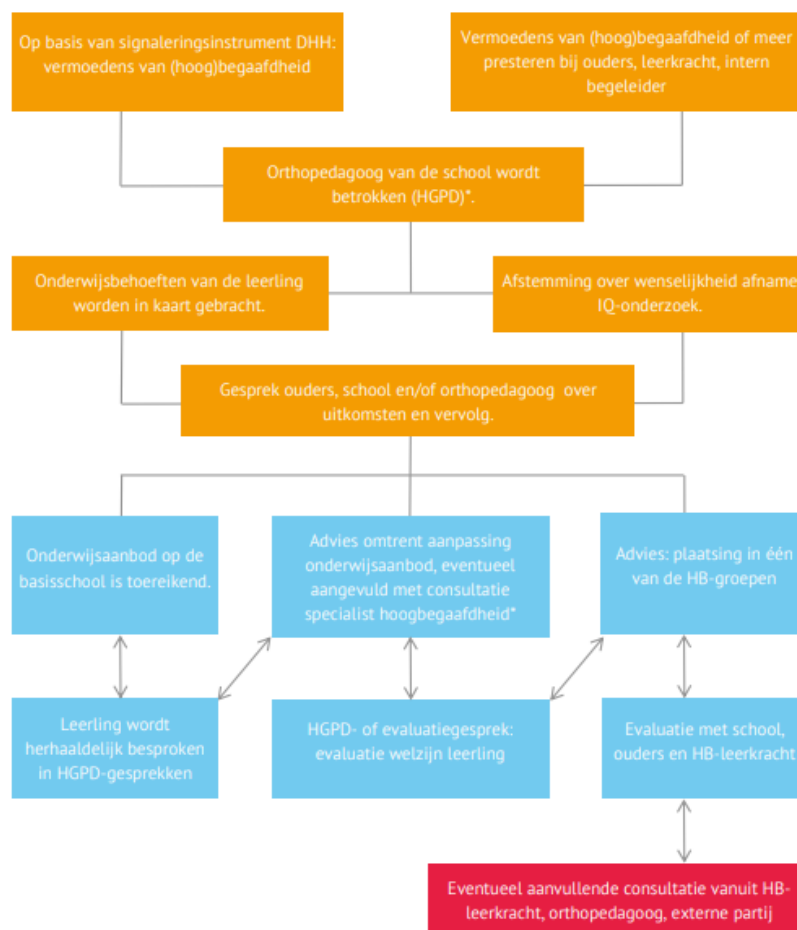 Op basis van signaleringsinstrument DHH:
vermoedens van (hoog)begaafdheid
Vermoedens van (hoog)begaafdheid of meer
presteren bij ouders, leerkracht, intern
begeleider
Orthopedagoog van de school wordt
betrokken (HGPD)*.
Onderwijsbehoeften van de leerling
worden in kaart gebracht.
Afstemming over wenselijkheid afname
IQ-onderzoek.
Gesprek ouders, school en/of orthopedagoog over
uitkomsten en vervolg.
Onderwijsaanbod op de
basisschool is toereikend.
Advies omtrent aanpassing
onderwijsaanbod, eventueel
aangevuld met consultatie
specialist hoogbegaafdheid*
Advies: plaatsing in één
van de HB-groepen
Leerling wordt
herhaaldelijk besproken
in HGPD-gesprekken
HGPD- of evaluatiegesprek:
evaluatie welzijn leerling
Evaluatie met school,
ouders en HB-leerkracht
Eventueel aanvullende consultatie vanuit HB-
leerkracht, orthopedagoog, externe partij